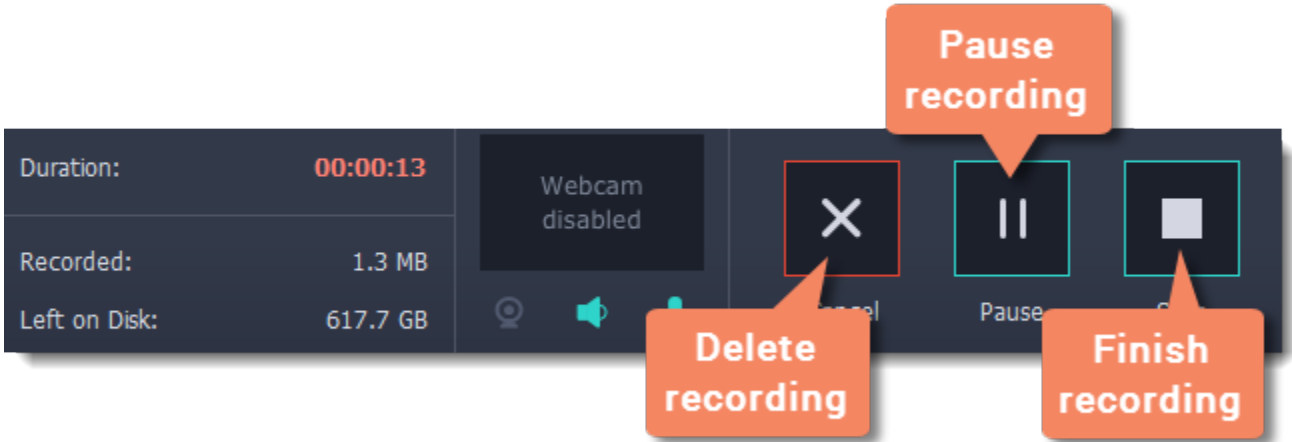 Pause
recording
Duration: 00:00:13
Webcam
disabled
Recorded: 1.3 MB
Left on Disk: 617.7 GB
Pause
Delete
recording
Finish
recording